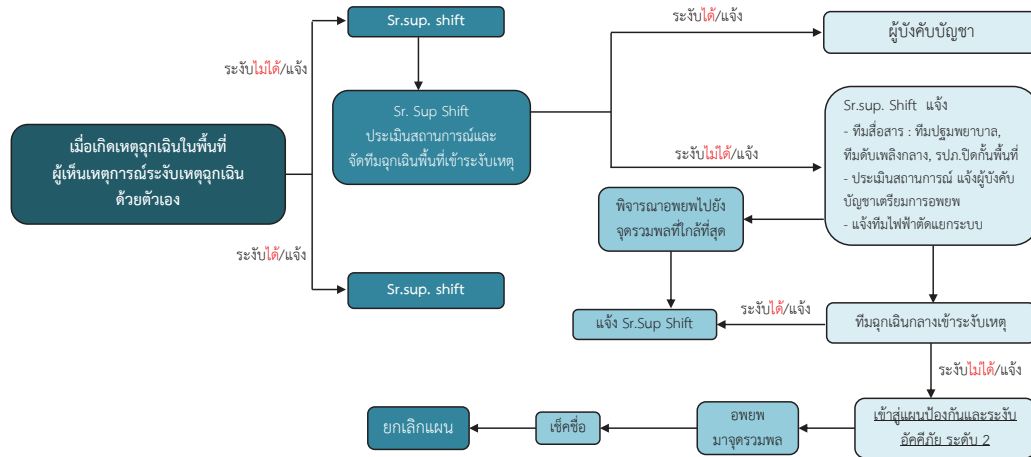 เมื่อเกิดเหตุฉุกเฉินในพื้นที่
ผู้เห็นเหตุการณ์ระงับเหตุฉุกเฉิน
ด้วยตัวเอง
ระงับไม่ได้/แจ้ง
Sr.sup. shift
Sr. Sup Shift
ประเมินสถานการณ์และ
จัดทีมฉุกเฉินพื้นที่เข้าระงับเหตุ
ระงับได้/แจ้ง
Sr.sup. shift
ระงับได้/แจ้ง
ผู้บังคับบัญชา
ระงับไม่ได้/แจ้ง
Sr.sup. Shift แจ้ง
- ทีมสื่อสาร : ทีมปฐมพยาบาล,
ทีมดับเพลิงกลาง, รปภ.ปิดกั้นพื้นที่
- ประเมินสถานการณ์ แจ้งผู้บังคับ
บัญชาเตรียมการอพยพ
- แจ้งทีมไฟฟ้าตัดแยกระบบ
พิจารณาอพยพไปยัง
จุดรวมพลที่ใกล้ที่สุด
แจ้ง Sr.Sup Shift
ระงับได้/แจ้ง
ทีมฉุกเฉินกลางเข้าระงับเหตุ
ระงับไม่ได้/แจ้ง
เข้าสู่แผนป้องกันและระงับ
อัคคีภัย ระดับ 2
อพยพ
มาจุดรวมพล
เช็คชื่อ
ยกเลิกแผน